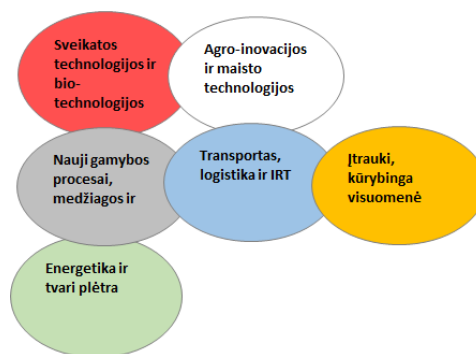 Sveikatos
technologijos ir
bio-
technologijos
Agro-inovacijos
ir maisto
technologijos
Nauji gamybos
procesai,
medžiagos ir
Transportas,
logistika ir IRT
Įtrauki,
kūrybinga
visuomenė
Energetika ir
tvari plėtra